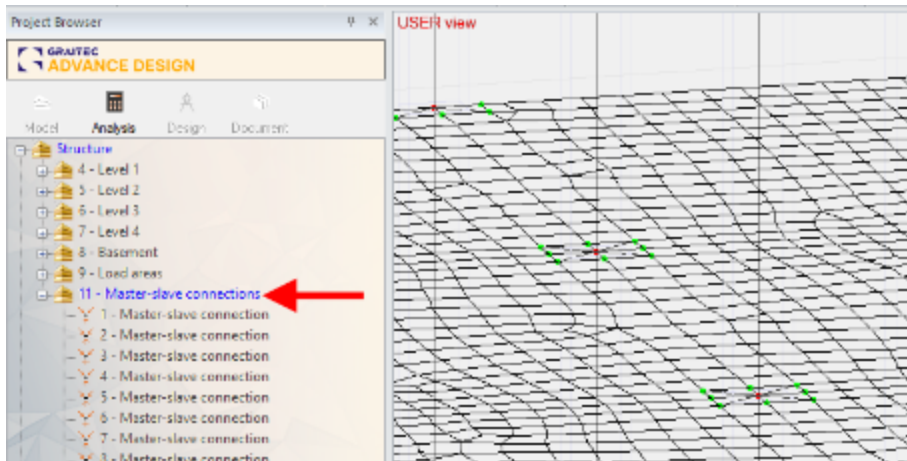 Project Browser
USER view
GRAITEC
ADVANCE DESIGN
Model Analysis Design Document
Structure
4 - Level 1
5 - Level 2
6 - Level 3
7 - Level 4
8 - Basement
9 - Load areas
11 - Master-slave connections
1 - Master-slave connection
2 - Master-slave connection
3 - Master-slave connection
4 - Master-slave connection
5 - Master-slave connection
6 - Master-slave connection
7 - Master-slave connection
Master-slave connection